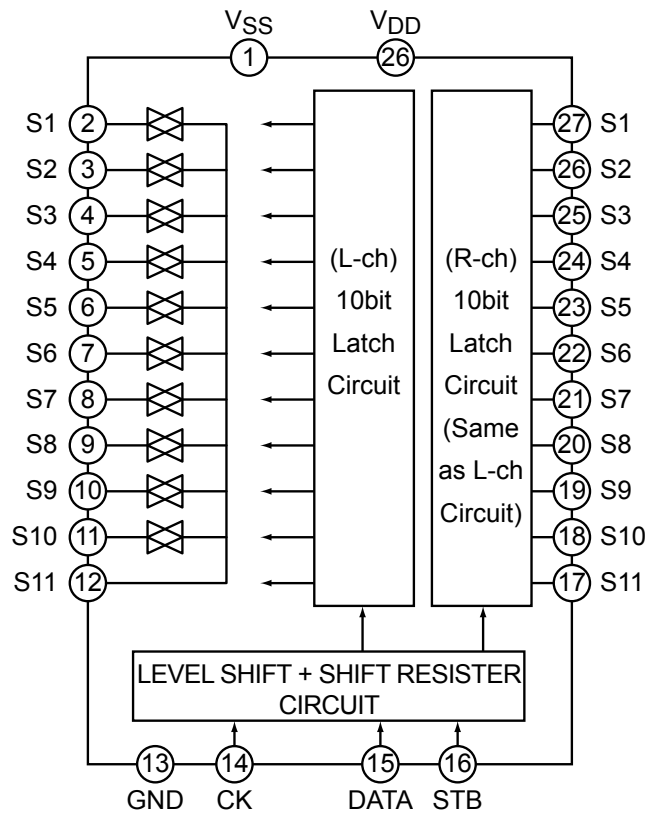 VSS VDD
1 26
S1 2 27 S1
S2 3 26 S2
S3 4 25 S3
S4 5 24 S4
S5 6 23 S5
S6 7 22 S6
S7 8 21 S7
S8 9 20 S8
S9 10 19 S9
S10 11 18 S10
S11 12 17 S11
(L-ch)
10bit
Latch
Circuit
(R-ch)
10bit
Latch
Circuit
(Same
as L-ch
Circuit)
LEVEL SHIFT + SHIFT RESISTER
CIRCUIT
13 14 15 16
GND CK DATA STB